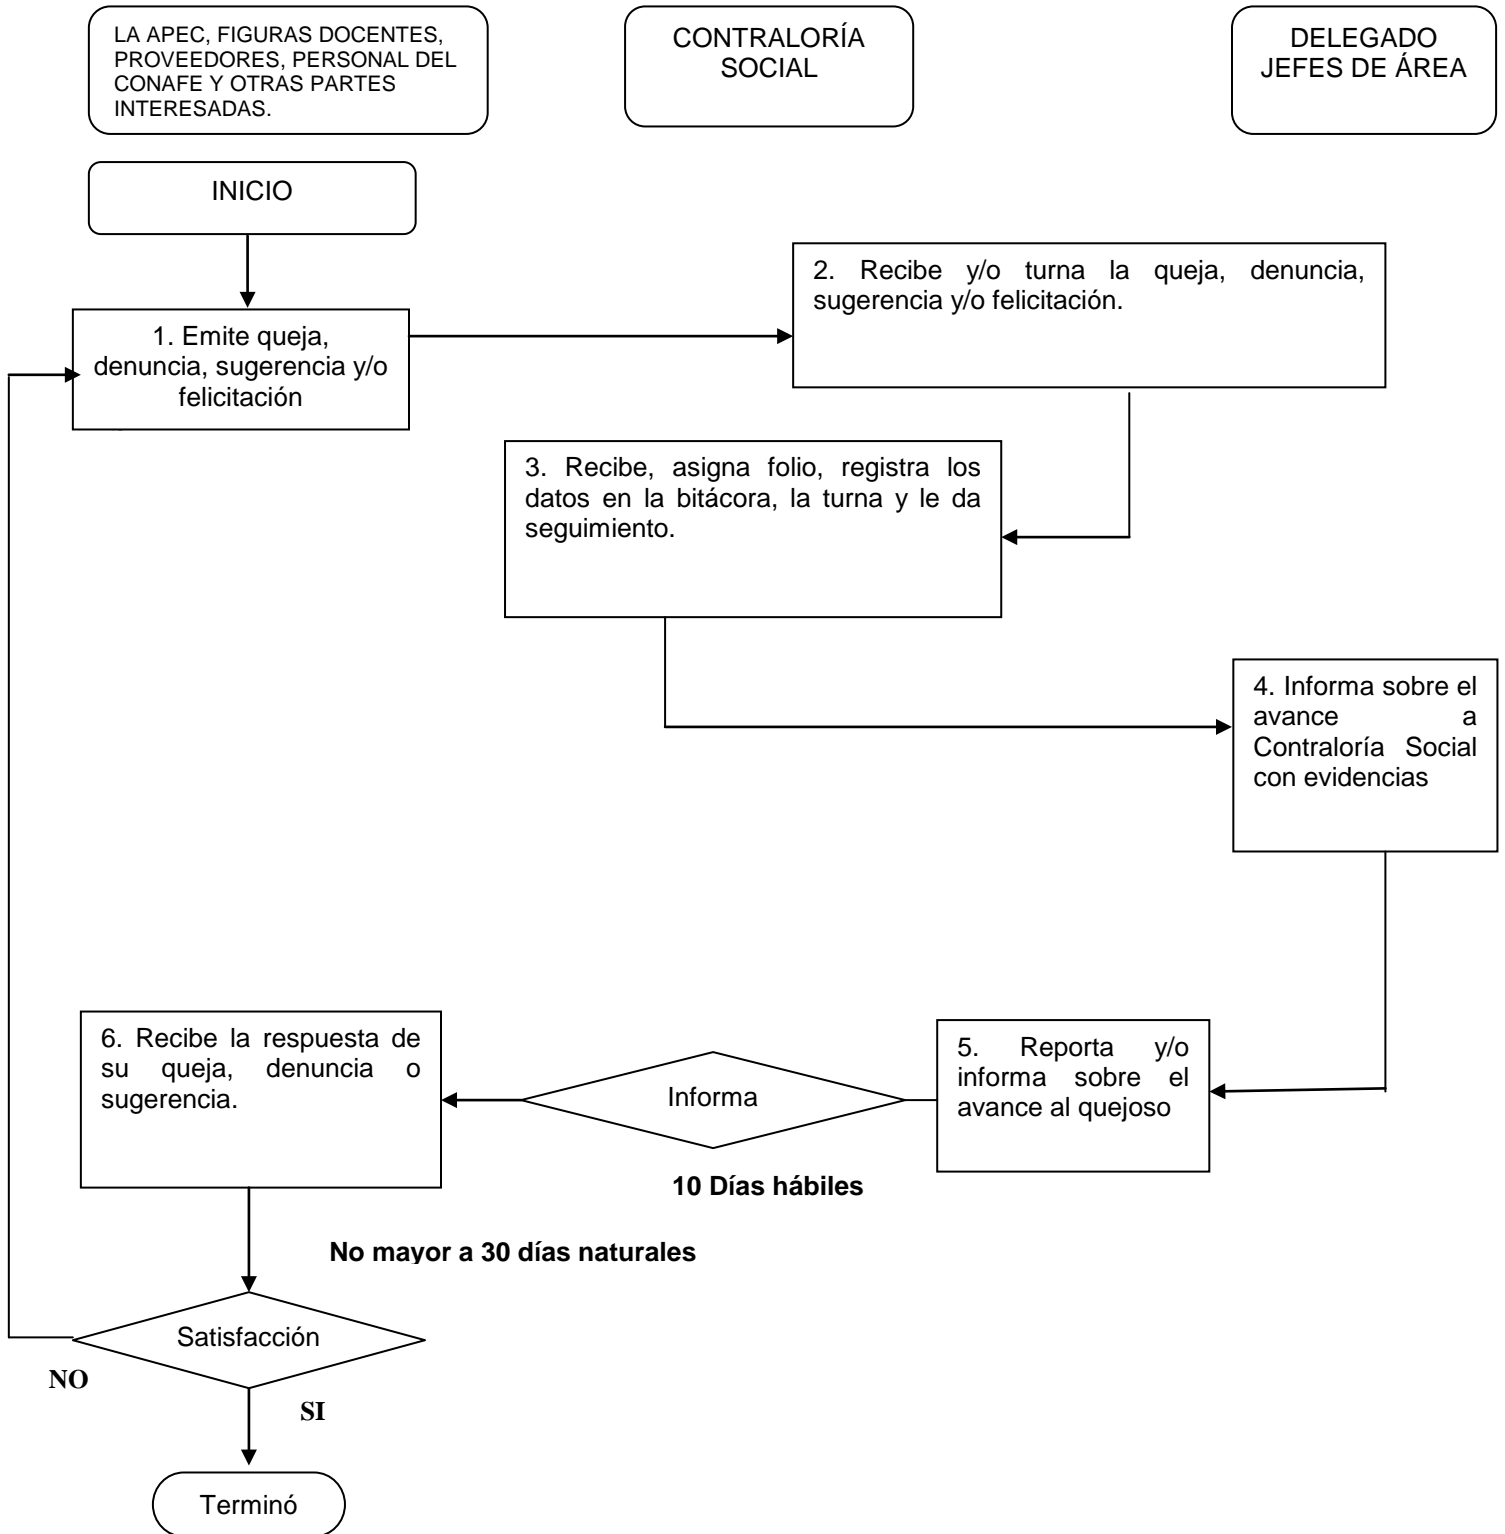 LA APEC, FIGURAS DOCENTES,
PROVEEDORES, PERSONAL DEL
CONAFE Y OTRAS PARTES
INTERESADAS.
CONTRALORÍA
SOCIAL
DELEGADO
JEFES DE ÁREA
INICIO
1. Emite queja,
denuncia, sugerencia y/o
felicitación
2. Recibe y/o turna la queja, denuncia,
sugerencia y/o felicitación.
3. Recibe, asigna folio, registra los
datos en la bitácora, la turna y le da
seguimiento.
4. Informa sobre el
avance a
Contraloría Social
con evidencias
5. Reporta y/o
informa sobre el
avance al quejoso
Informa
10 Días hábiles
6. Recibe la respuesta de
su queja, denuncia o
sugerencia.
No mayor a 30 días naturales
Satisfacción
NO
SI
Terminó